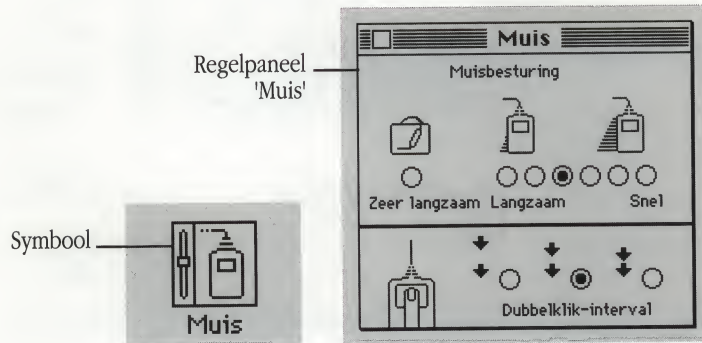 Regelpaneel
'Muis'
Symbool
Muis
Muis
Muisbesturing
Zeer langzaam Langzaam Snel
Dubbelklik-interval